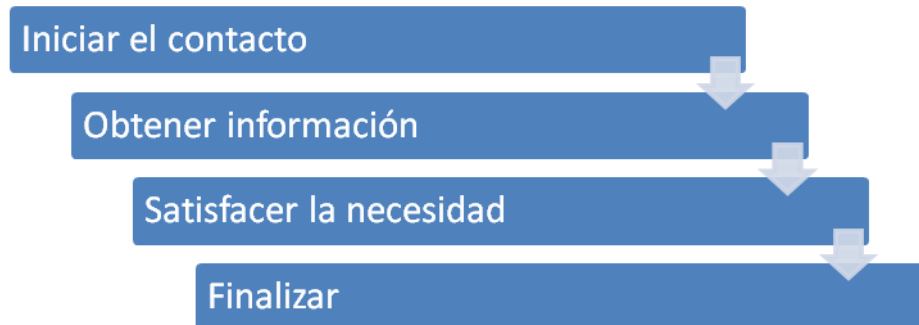 Iniciar el contacto
Obtener información
Satisfacer la necesidad
Finalizar